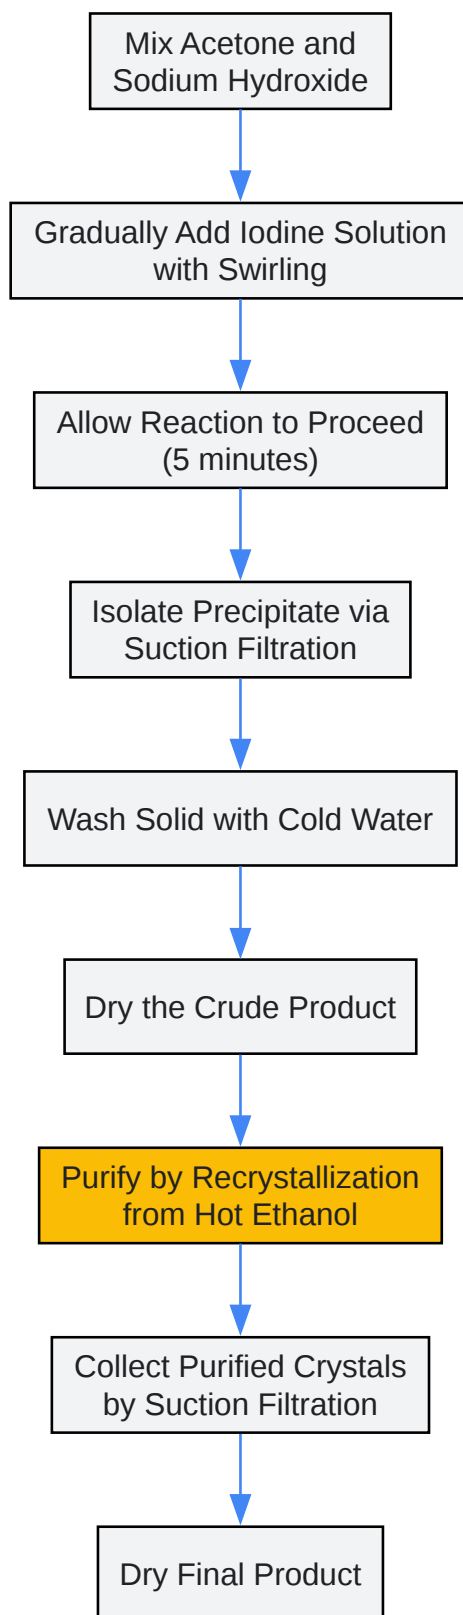 Mix Acetone and
Sodium Hydroxide
Gradually Add Iodine Solution
with Swirling
Allow Reaction to Proceed
(5 minutes)
Isolate Precipitate via
Suction Filtration
Wash Solid with Cold Water
Dry the Crude Product
Purify by Recrystallization
from Hot Ethanol
Collect Purified Crystals
by Suction Filtration
Dry Final Product